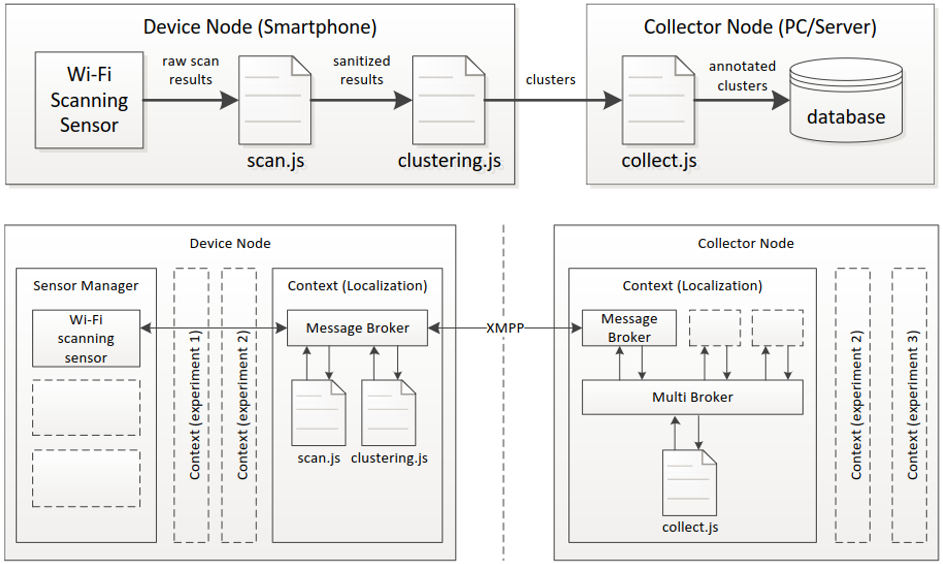 Device Node (Smartphone)
Wi-Fi
Scanning
Sensor
raw scan
results
scan.js
sanitized
results
clustering.js
clusters
Collector Node (PC/Server)
collect.js
annotated
clusters
database
Device Node
Sensor Manager
Wi-Fi
scanning
sensor
Context (experiment 1)
Context (experiment 2)
Context (Localization)
Message Broker
scan.js
clustering.js
XMPP
Collector Node
Context (Localization)
Message
Broker
Multi Broker
collect.js
Context (experiment 2)
Context (experiment 3)